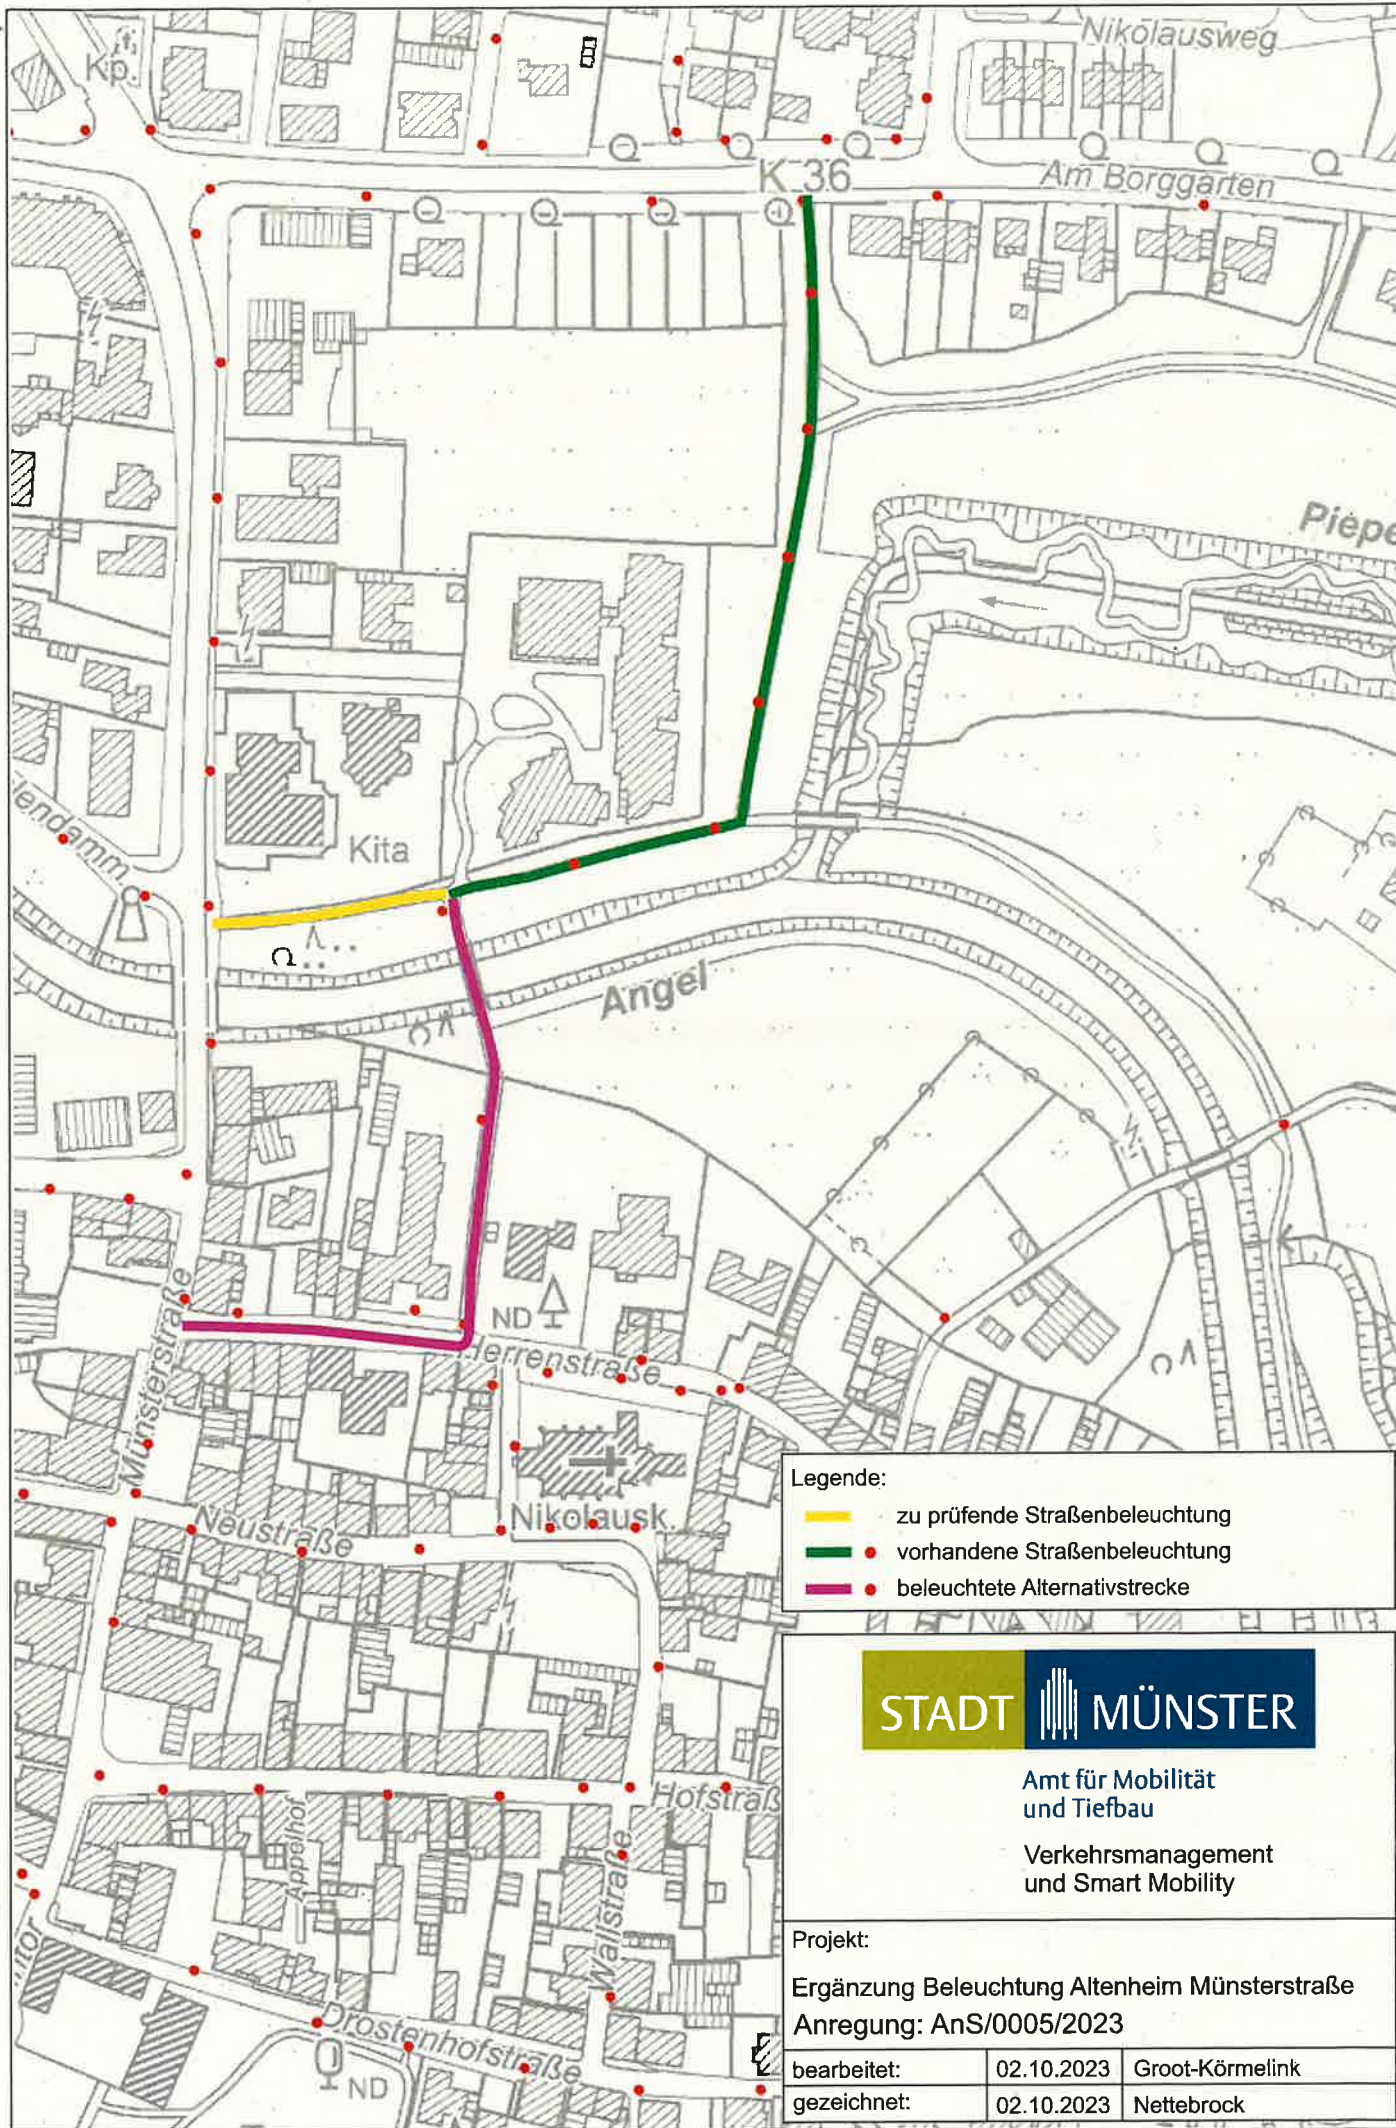 Nikolausweg
Kp.
K 36
Am Borggarten
Piepe
endamm
Kita
Angel
ND
Herrenstraße
Münsterstraße
Neustraße
Nikolausk.
Hofstraß
Appelhof
Wallstraße
Drostenhofstraße
ND
Legende:
zu prüfende Straßenbeleuchtung
vorhandene Straßenbeleuchtung
beleuchtete Alternativstrecke
STADT MÜNSTER
Amt für Mobilität
und Tiefbau
Verkehrsmanagement
und Smart Mobility
Projekt:
Ergänzung Beleuchtung Altenheim Münsterstraße
Anregung: AnS/0005/2023
bearbeitet: 02.10.2023 Groot-Körmelink
gezeichnet: 02.10.2023 Nettebrock